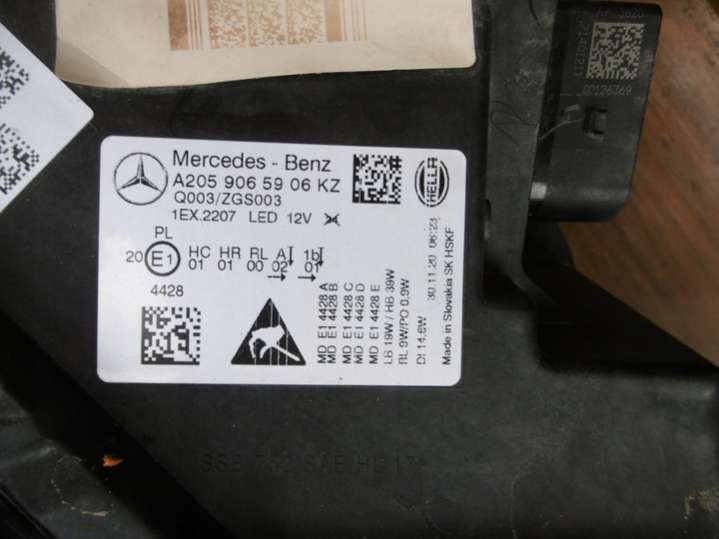 Mercedes - Benz
A205 906 59 06 KZ
Q003/ZGS003
1EX.2207 LED 12V
HELLA
PL
20 E1 HC HR RL A 1b
01 01 00 02 01
4428
MD E1 4428 A
MD E1 4428 B
MD E1 4428 C
MD E1 4428 D
MD E1 4428 E
LB 19W / HB 39W
RL 9W/PO 0.9W
DI 14.6W
30.11.20 06:23
Made in Slovakia SK HSKF
00126369